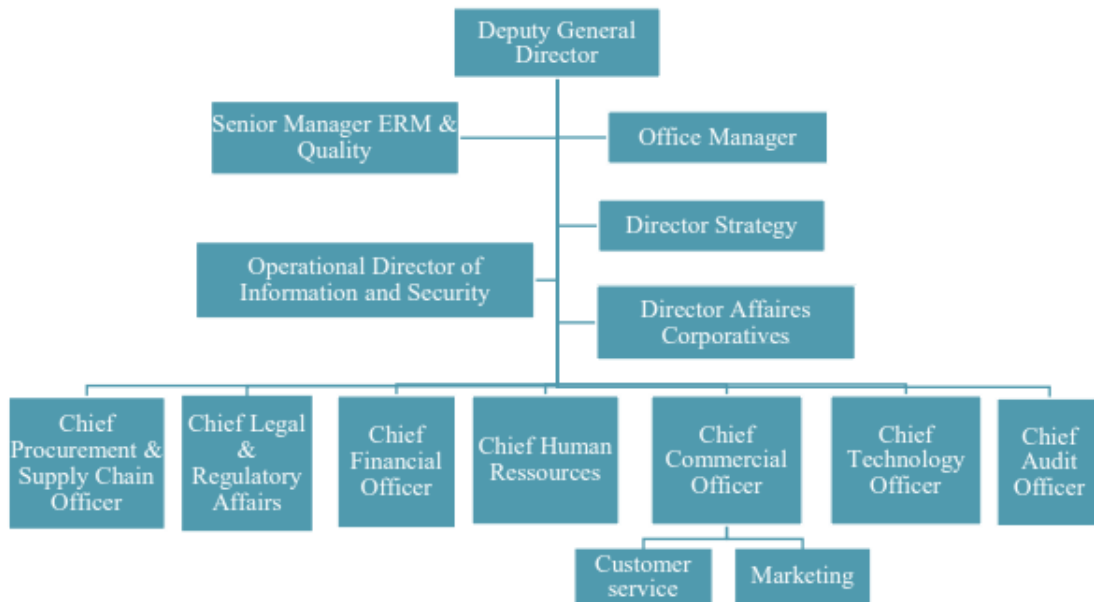 Deputy General
Director
Senior Manager ERM &
Quality
Office Manager
Director Strategy
Operational Director of
Information and Security
Director Affaires
Corporatives
Chief
Procurement &
Supply Chain
Officer
Chief Legal
&
Regulatory
Affairs
Chief
Financial
Officer
Chief Human
Ressources
Chief
Commercial
Officer
Chief
Technology
Officer
Chief
Audit
Officer
Customer
service
Marketing